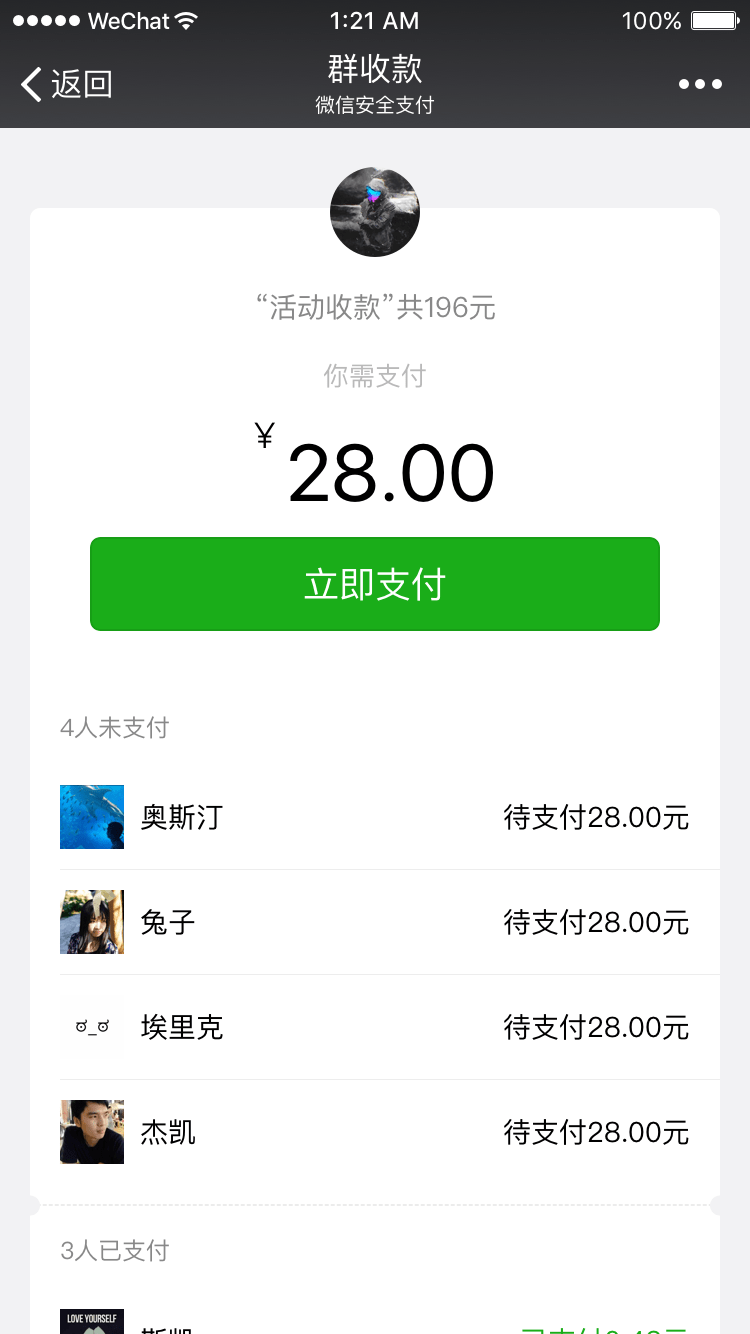 WeChat 1:21 AM 100%
返回
群收款
微信安全支付
“活动收款”共196元
你需支付
¥ 28.00
立即支付
4人未支付
奥斯汀 待支付28.00元
兔子 待支付28.00元
ಠ_ಠ
埃里克 待支付28.00元
杰凯 待支付28.00元
3人已支付
LOVE YOURSELF